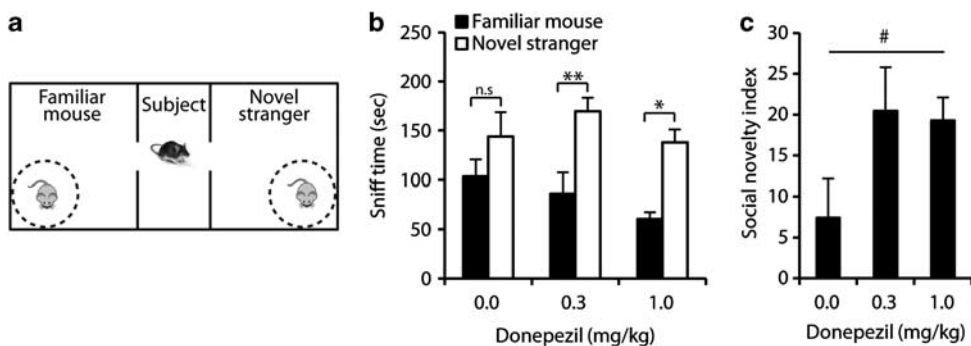 a
Familiar
mouse
Subject
Novel
stranger
b
Familiar mouse
Novel stranger
250
200
150
100
50
0
Sniff time (sec)
n.s
**
*
0.0 0.3 1.0
Donepezil (mg/kg)
c
30
25
20
15
10
5
0
Social novelty index
#
0.0 0.3 1.0
Donepezil (mg/kg)